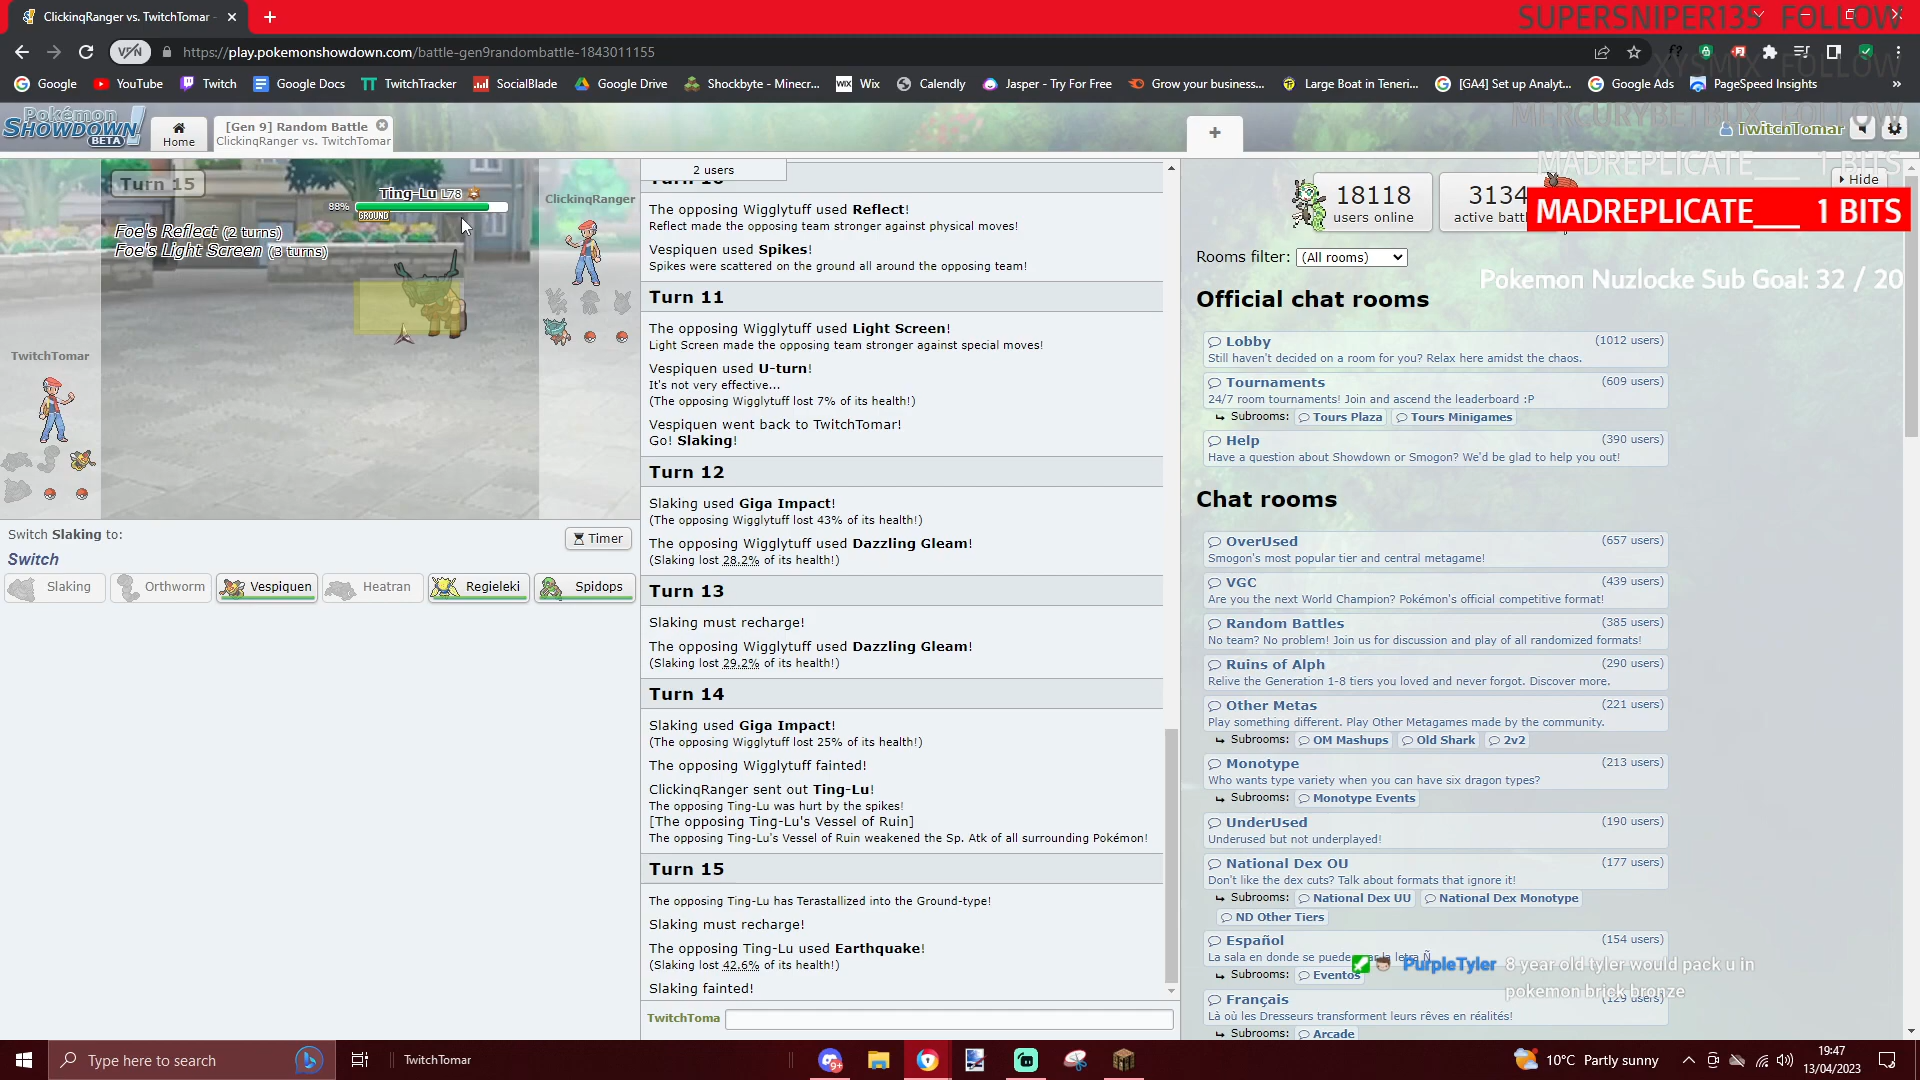 ClickinqRanger vs. TwitchTomar -
SUPERSNIPER135 FOLLOW
VPN
https://play.pokemonshowdown.com/battle-gen9randombattle-1843011155
XYSMIX FOLLOW
Google
YouTube
Twitch
Google Docs
TwitchTracker
SocialBlade
Google Drive
Shockbyte - Minecr...
WIX Wix
Calendly
Jasper - Try For Free
Grow your business...
Large Boat in Teneri...
[GA4] Set up Analyt...
Google Ads
PageSpeed Insights
Pokémon
SHOWDOWN!
BETA
Home
[Gen 9] Random Battle
ClickinqRanger vs. TwitchTomar
TwitchTomar
MADREPLICATE___ 1 BITS
MADREPLICATE___ 1 BITS
Pokemon Nuzlocke Sub Goal: 32 / 20
Turn 15
Ting-Lu L78
88%
GROUND
Foe's Reflect (2 turns)
Foe's Light Screen (3 turns)
ClickinqRanger
TwitchTomar
Switch Slaking to:
Timer
Switch
Slaking
Orthworm
Vespiquen
Heatran
Regieleki
Spidops
2 users
The opposing Wigglytuff used Reflect!
Reflect made the opposing team stronger against physical moves!
Vespiquen used Spikes!
Spikes were scattered on the ground all around the opposing team!
Turn 11
The opposing Wigglytuff used Light Screen!
Light Screen made the opposing team stronger against special moves!
Vespiquen used U-turn!
It's not very effective...
(The opposing Wigglytuff lost 7% of its health!)
Vespiquen went back to TwitchTomar!
Go! Slaking!
Turn 12
Slaking used Giga Impact!
(The opposing Wigglytuff lost 43% of its health!)
The opposing Wigglytuff used Dazzling Gleam!
(Slaking lost 28.2% of its health!)
Turn 13
Slaking must recharge!
The opposing Wigglytuff used Dazzling Gleam!
(Slaking lost 29.2% of its health!)
Turn 14
Slaking used Giga Impact!
(The opposing Wigglytuff lost 25% of its health!)
The opposing Wigglytuff fainted!
ClickinqRanger sent out Ting-Lu!
The opposing Ting-Lu was hurt by the spikes!
[The opposing Ting-Lu's Vessel of Ruin]
The opposing Ting-Lu's Vessel of Ruin weakened the Sp. Atk of all surrounding Pokémon!
Turn 15
The opposing Ting-Lu has Terastallized into the Ground-type!
Slaking must recharge!
The opposing Ting-Lu used Earthquake!
(Slaking lost 42.6% of its health!)
Slaking fainted!
TwitchToma
18118
users online
3134
active batt
Hide
Rooms filter: (All rooms)
Official chat rooms
Lobby (1012 users)
Still haven't decided on a room for you? Relax here amidst the chaos.
Tournaments (609 users)
24/7 room tournaments! Join and ascend the leaderboard :P
Subrooms: Tours Plaza Tours Minigames
Help (390 users)
Have a question about Showdown or Smogon? We'd be glad to help you out!
Chat rooms
OverUsed (657 users)
Smogon's most popular tier and central metagame!
VGC (439 users)
Are you the next World Champion? Pokémon's official competitive format!
Random Battles (385 users)
No team? No problem! Join us for discussion and play of all randomized formats!
Ruins of Alph (290 users)
Relive the Generation 1-8 tiers you loved and never forgot. Discover more.
Other Metas (221 users)
Play something different. Play Other Metagames made by the community.
Subrooms: OM Mashups Old Shark 2v2
Monotype (213 users)
Who wants type variety when you can have six dragon types?
Subrooms: Monotype Events
UnderUsed (190 users)
Underused but not underplayed!
National Dex OU (177 users)
Don't like the dex cuts? Talk about formats that ignore it!
Subrooms: National Dex UU National Dex Monotype
ND Other Tiers
Español (154 users)
La sala en donde se puede la letra Ñ
Subrooms: Eventos
PurpleTyler 8 year old tyler would pack u in
pokemon brick bronze
Français (129 users)
Là où les Dresseurs transforment leurs rêves en réalités!
Subrooms: Arcade
Type here to search
TwitchTomar
9+
10°C Partly sunny
19:47
13/04/2023